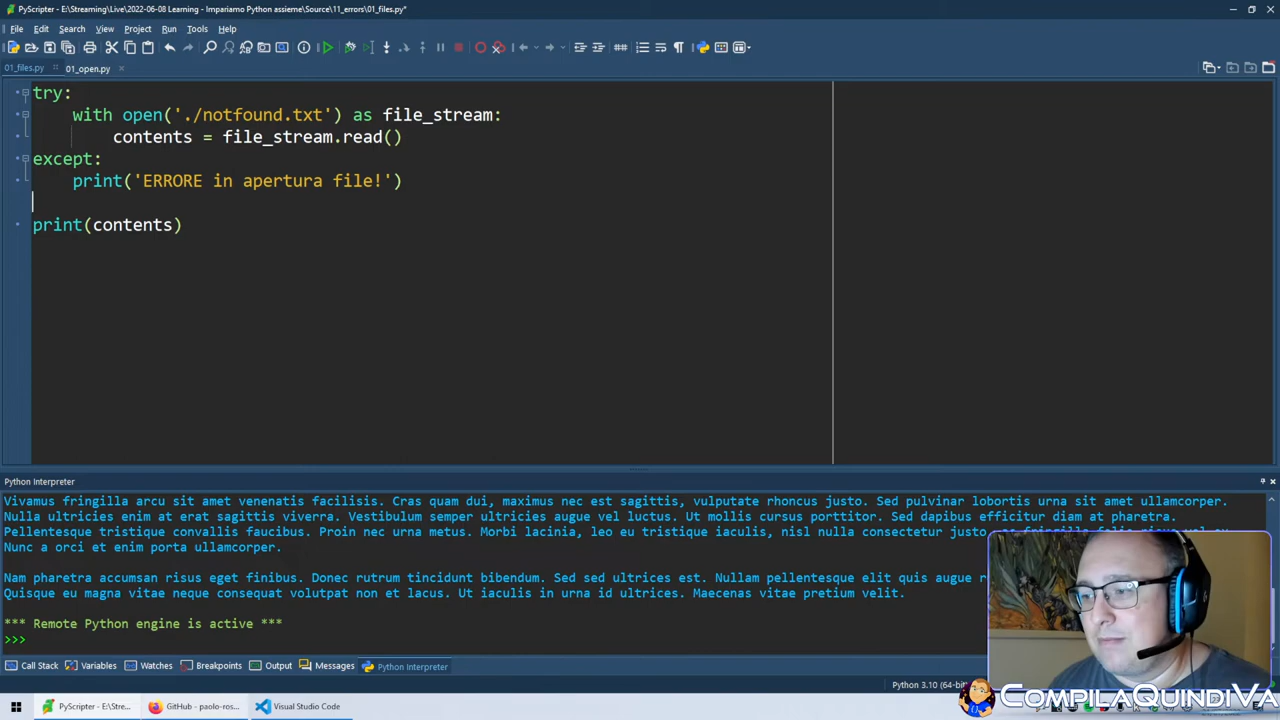 PyScripter - E:\Streaming\Live\2022-06-08 Learning - Impariamo Python assieme\Source\11_errors\01_files.py*
File Edit Search View Project Run Tools Help
01_files.py 01_open.py
try:
with open('./notfound.txt') as file_stream:
contents = file_stream.read()
except:
print('ERRORE in apertura file!')
print(contents)
Python Interpreter
Vivamus fringilla arcu sit amet venenatis facilisis. Cras quam dui, maximus nec est sagittis, vulputate rhoncus justo. Sed pulvinar lobortis urna sit amet ullamcorper.
Nulla ultricies enim at erat sagittis viverra. Vestibulum semper ultricies augue vel luctus. Ut mollis cursus porttitor. Sed dapibus efficitur diam at pharetra.
Pellentesque tristique convallis faucibus. Proin nec urna metus. Morbi lacinia, leo eu tristique iaculis, nisl nulla consectetur justo
Nunc a orci et enim porta ullamcorper.
Nam pharetra accumsan risus eget finibus. Donec rutrum tincidunt bibendum. Sed sed ultrices est. Nullam pellentesque elit quis augue
Quisque eu magna vitae neque consequat volutpat non et lacus. Ut iaculis in urna id ultrices. Maecenas vitae pretium velit.
*** Remote Python engine is active ***
>>>
Call Stack Variables Watches Breakpoints Output Messages Python Interpreter
Python 3.10 (64-bit
PyScripter - E:\Stre... GitHub - paolo-ros... Visual Studio Code
COMPILAQUINDIVA